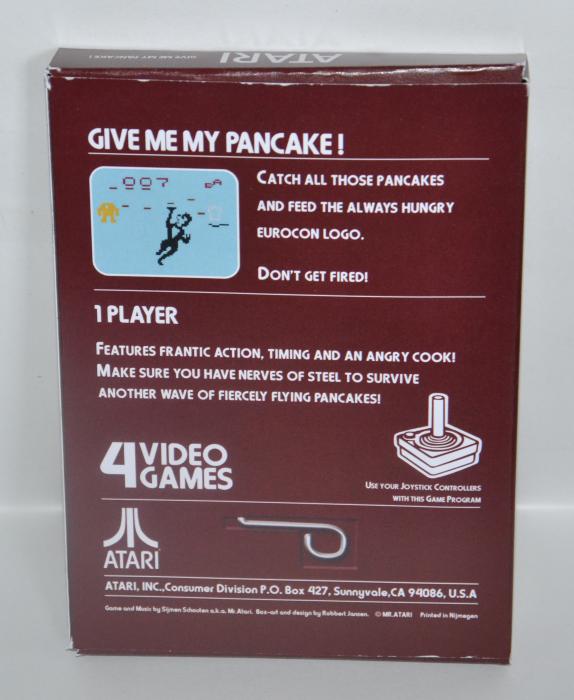 GIVE ME MY PANCAKE! ATARI
GIVE ME MY PANCAKE!
007
CATCH ALL THOSE PANCAKES
AND FEED THE ALWAYS HUNGRY
EUROCON LOGO.
DON'T GET FIRED!
1 PLAYER
FEATURES FRANTIC ACTION, TIMING AND AN ANGRY COOK!
MAKE SURE YOU HAVE NERVES OF STEEL TO SURVIVE
ANOTHER WAVE OF FIERCELY FLYING PANCAKES!
4 VIDEO
GAMES
USE YOUR JOYSTICK CONTROLLERS
WITH THIS GAME PROGRAM
ATARI
ATARI, INC.,Consumer Division P.O. Box 427, Sunnyvale,CA 94086, U.S.A
Game and Music by Sijmen Schouten a.k.a. Mr.Atari. Box-art and design by Robbert Jansen. © MR.ATARI Printed in Nijmegen